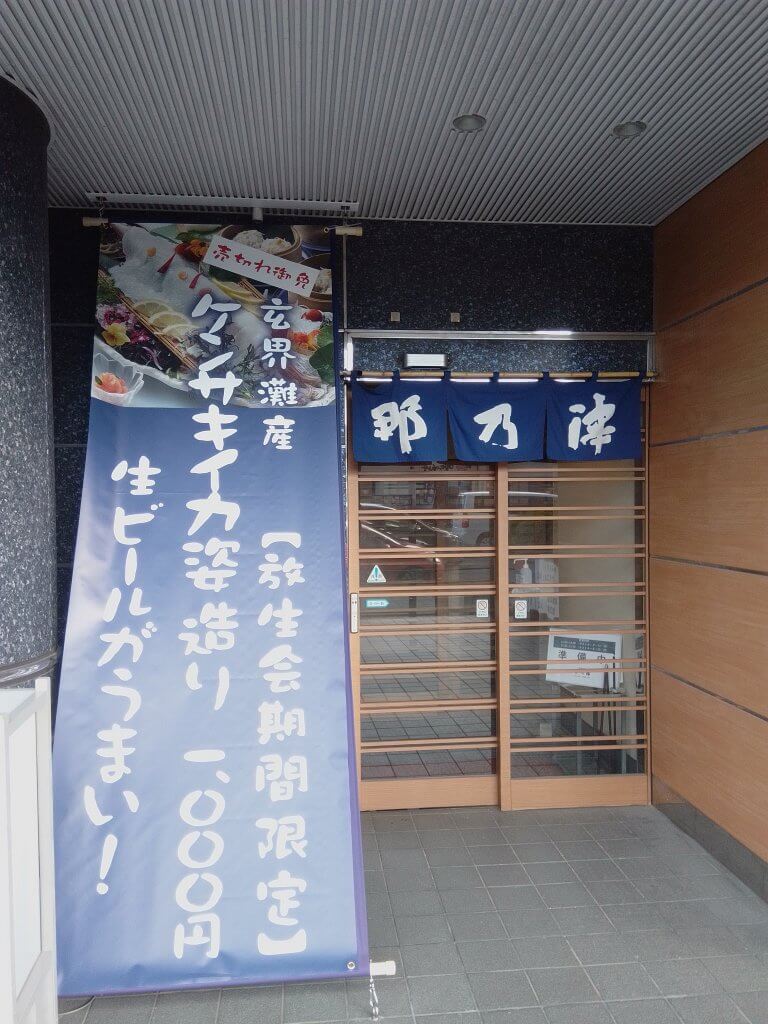 売切れ御免
玄界灘産 【放生会期間限定】
ケンサキイカ姿造り 一、〇〇〇円
生ビールがうまい!
那乃津
準備中